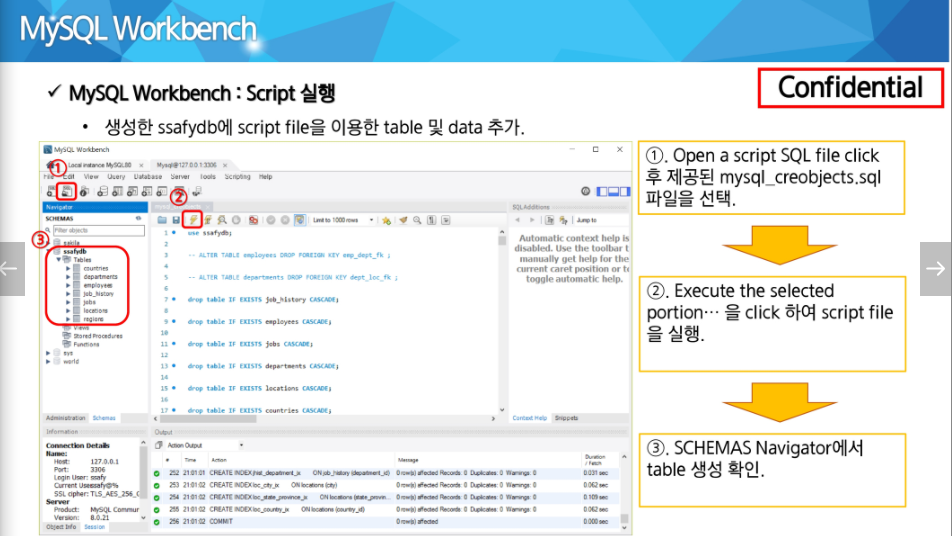 MySQL Workbench
✓ MySQL Workbench : Script 실행
Confidential
• 생성한 ssafydb에 script file을 이용한 table 및 data 추가.
MySQL Workbench
①
Local instance MySQL80 Mysql@127.0.0.1:3306
File Edit View Query Database Server Tools Scripting Help
②
Navigator
SCHEMAS
Filter objects
③
sakila
ssafydb
Tables
countries
departments
employees
job_history
jobs
locations
regions
Views
Stored Procedures
Functions
sys
world
Administration Schemas
Information
Connection Details
Name:
Host: 127.0.0.1
Port: 3306
Login User: ssafy
Current User: ssafy@%
SSL cipher: TLS_AES_256_G
Server
Product: MySQL Commur
Version: 8.0.21
Object Info Session
Limit to 1000 rows
1 use ssafydb;
2
3 -- ALTER TABLE employees DROP FOREIGN KEY emp_dept_fk ;
4
5 -- ALTER TABLE departments DROP FOREIGN KEY dept_loc_fk ;
6
7 drop table IF EXISTS job_history CASCADE;
8
9 drop table IF EXISTS employees CASCADE;
10
11 drop table IF EXISTS jobs CASCADE;
12
13 drop table IF EXISTS departments CASCADE;
14
15 drop table IF EXISTS locations CASCADE;
16
17 drop table IF EXISTS countries CASCADE;
SQLAdditions
Jump to
Automatic context help is
disabled. Use the toolbar t
manually get help for the
current caret position or to
toggle automatic help.
Context Help Snippets
Output
Action Output
# Time Action Message Duration / Fetch
252 21:01:01 CREATE INDEX jhist_department_ix ON job_history (department_id) 0 row(s) affected Records: 0 Duplicates: 0 Warnings: 0 0.031 sec
253 21:01:02 CREATE INDEX loc_city_ix ON locations (city) 0 row(s) affected Records: 0 Duplicates: 0 Warnings: 0 0.062 sec
254 21:01:02 CREATE INDEX loc_state_province_ix ON locations (state_provin... 0 row(s) affected Records: 0 Duplicates: 0 Warnings: 0 0.109 sec
255 21:01:02 CREATE INDEX loc_country_ix ON locations (country_id) 0 row(s) affected Records: 0 Duplicates: 0 Warnings: 0 0.062 sec
256 21:01:02 COMMIT 0 row(s) affected 0.000 sec
①. Open a script SQL file click
후 제공된 mysql_creobjects.sql
파일을 선택.
②. Execute the selected
portion… 을 click 하여 script file
을 실행.
③. SCHEMAS Navigator에서
table 생성 확인.